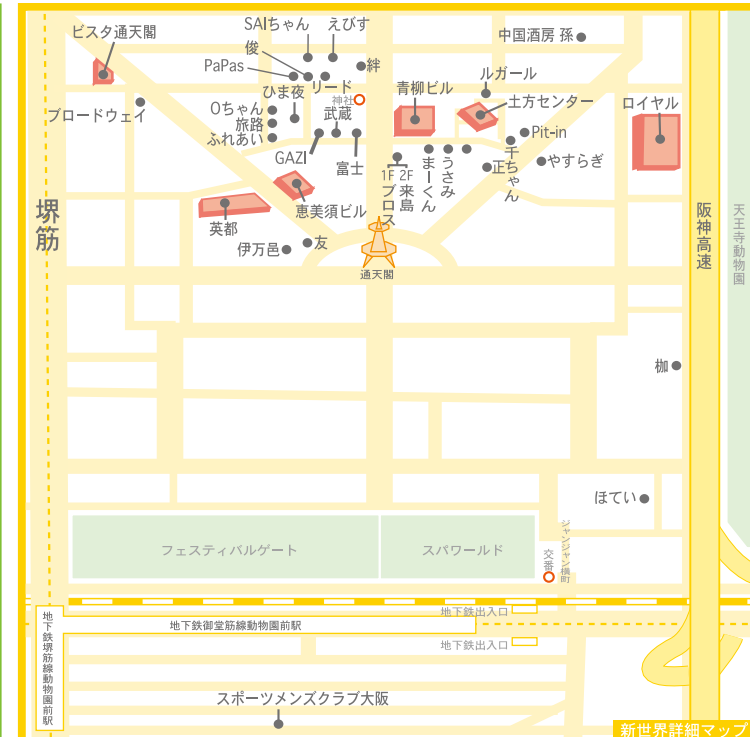 SAIちゃん
えびす
ビスタ通天閣
俊
中国酒房 孫
PaPas
絆
リード
ひま夜
神社
青柳ビル
ルガール
土方センター
ロイヤル
ブロードウェイ
Oちゃん
旅路
ふれあい
武蔵
GAZI
富士
Pit-in
千ちゃん
やすらぎ
正
うさみ
まーくん
1Fブロス
2F来島
恵美須ビル
英都
伊万邑
友
通天閣
堺筋
阪神高速
天王寺動物園
枷
ほてい
フェスティバルゲート
スパワールド
ジャンジャン横町
交番
地下鉄出入口
地下鉄御堂筋線動物園前駅
地下鉄出入口
地下鉄堺筋線動物園前駅
スポーツメンズクラブ大阪
新世界詳細マップ